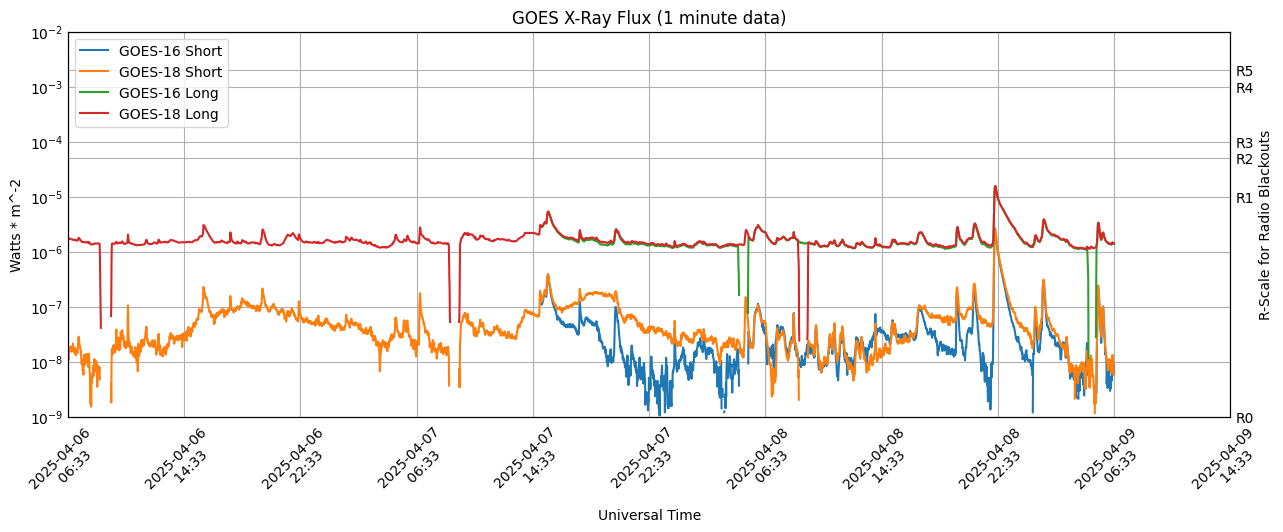 GOES X-Ray Flux (1 minute data)
GOES-16 Short
GOES-18 Short
GOES-16 Long
GOES-18 Long
Watts * m^-2
10⁻²
10⁻³
10⁻⁴
10⁻⁵
10⁻⁶
10⁻⁷
10⁻⁸
10⁻⁹
R5
R4
R3
R2
R1
R0
R-Scale for Radio Blackouts
2025-04-06
06:33
2025-04-06
14:33
2025-04-06
22:33
2025-04-07
06:33
2025-04-07
14:33
2025-04-07
22:33
2025-04-08
06:33
2025-04-08
14:33
2025-04-08
22:33
2025-04-09
06:33
2025-04-09
14:33
Universal Time